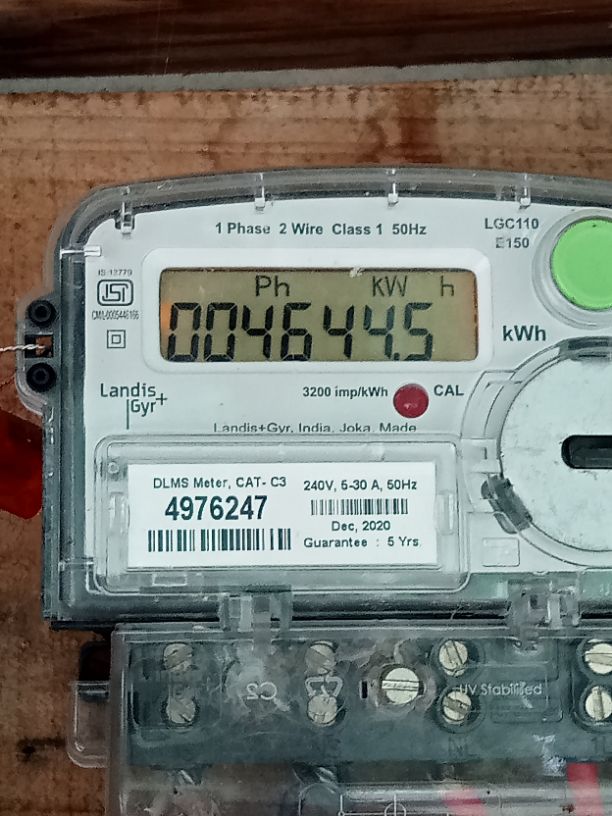 1 Phase 2 Wire Class 1 50Hz
LGC110
E150
IS:13779
ISI
CM/L-0005446166
Ph kW h
004644.5
kWh
Landis
Gyr+
3200 imp/kWh
CAL
Landis+Gyr, India, Joka, Made
DLMS Meter, CAT- C3
4976247
240V, 5-30 A, 50Hz
Dec, 2020
Guarantee : 5 Yrs.
UV Stabilised